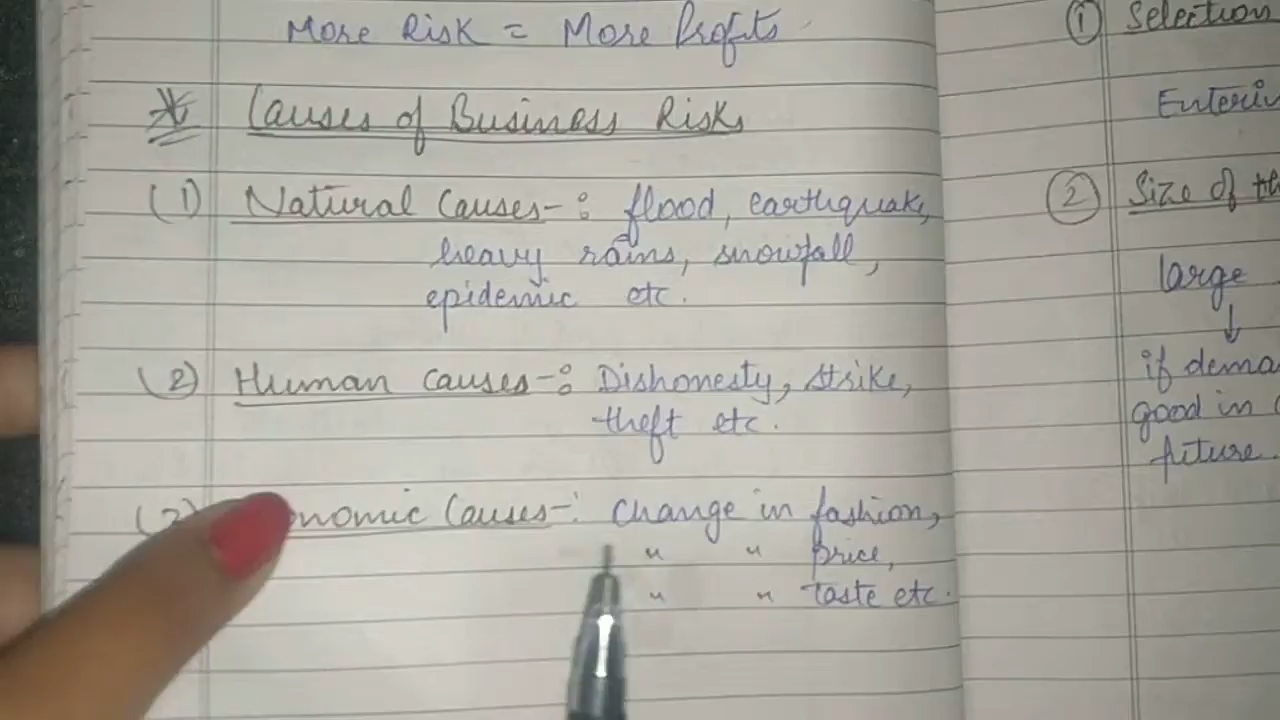 More Risk = More Profits
* Causes of Business Risks
(1) Natural Causes-: flood, earthquake,
heavy rains, snowfall,
epidemic etc.
(2) Human causes-: Dishonesty, strike,
theft etc.
nomic Causes-: Change in fashion,
" " price,
" " taste etc.
① Selection
Enterin
② Size of th
large
↓
if dema
good in
future.